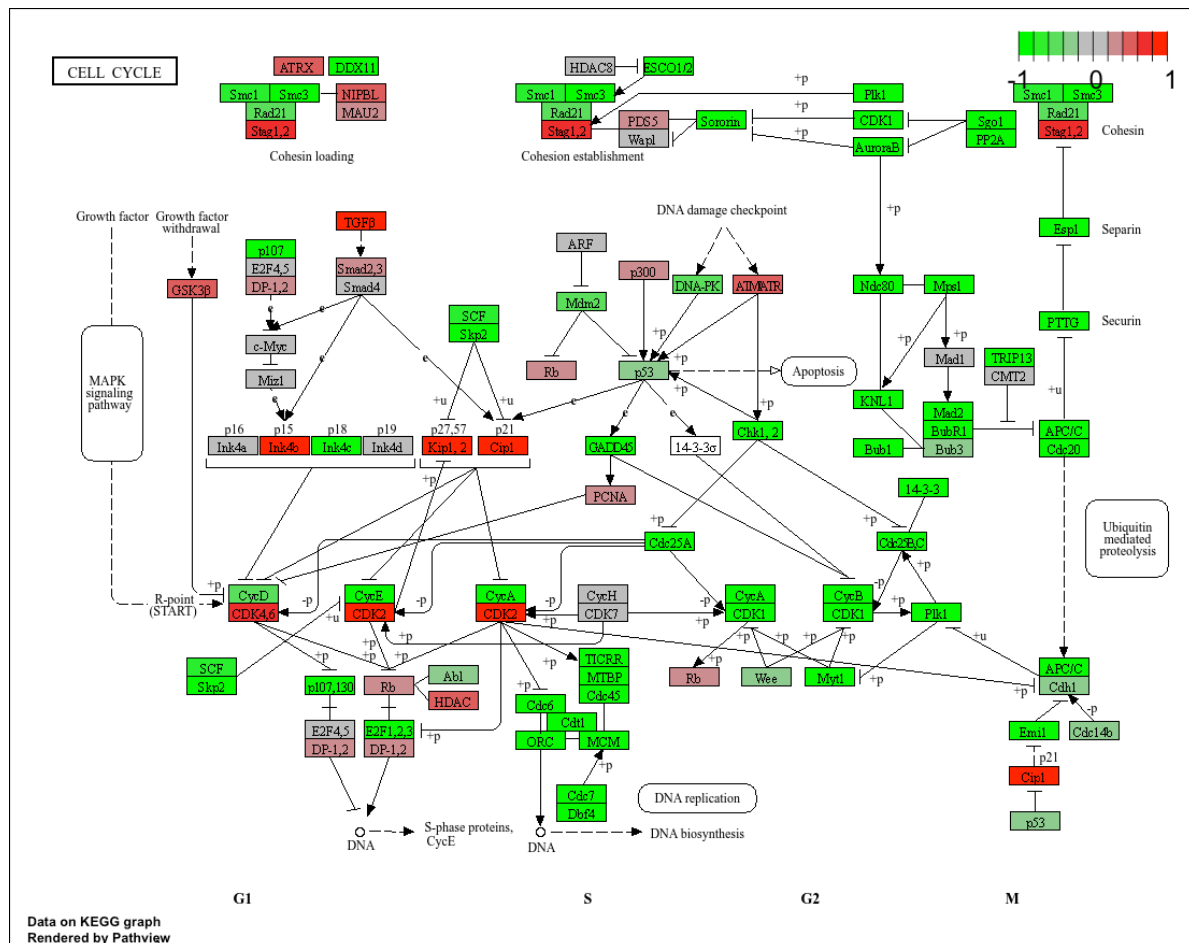 CELL CYCLE
-1 0 1
ATRX
DDX11
Smc1
Smc3
NIPBL
Rad21
MAU2
Stag1,2
Cohesin loading
HDAC8
ESCO1/2
Smc1
Smc3
Rad21
Stag1,2
PDS5
Wapl
Sororin
Cohesion establishment
+p
Plk1
+p
CDK1
+p
AuroraB
Sgo1
PP2A
Smc1
Smc3
Rad21
Stag1,2
Cohesin
Growth factor
Growth factor
withdrawal
GSK3β
TGFβ
p107
E2F4,5
DP-1,2
Smad2,3
Smad4
e
e
e
e
c-Myc
Miz1
e
MAPK
signaling
pathway
SCF
Skp2
+u
+u
DNA damage checkpoint
ARF
p300
DNA-PK
ATM/ATR
Mdm2
Rb
+p
+p
p53
+p
+p
Apoptosis
e
e
e
+p
Ndc80
Mps1
+p
+p
Mad1
TRIP13
CMT2
KNL1
Mad2
BubR1
Bub3
Bub1
Esp1
Separin
PTTG
Securin
+u
APC/C
Cdc20
p16
Ink4a
p15
Ink4b
p18
Ink4c
p19
Ink4d
p27,57
Kip1, 2
p21
Cip1
+p
GADD45
14-3-3σ
Chk1, 2
PCNA
14-3-3
+p
Cdc25A
+p
Cdc25B,C
Ubiquitin
mediated
proteolysis
R-point
(START)
+p
CycD
CDK4,6
-p
CycE
CDK2
-p
CycA
CDK2
-p
CycH
CDK7
-p
+p
CycA
CDK1
CycB
CDK1
-p
+p
+p
Plk1
+u
SCF
Skp2
+u
+p
+p
+p
+p
p107,130
Rb
Abl
HDAC
E2F4,5
DP-1,2
E2F1,2,3
DP-1,2
+p
+p
+p
TICRR
MTBP
Cdc45
Cdc6
Cdt1
ORC
MCM
+p
Cdc7
Dbf4
+p
Rb
+p
+p
Wee
Myt1
+p
+p
APC/C
Cdh1
-p
Emi1
Cdc14b
p21
Cip1
p53
DNA
S-phase proteins,
CycE
DNA
DNA replication
DNA biosynthesis
G1
S
G2
M
Data on KEGG graph
Rendered by Pathview